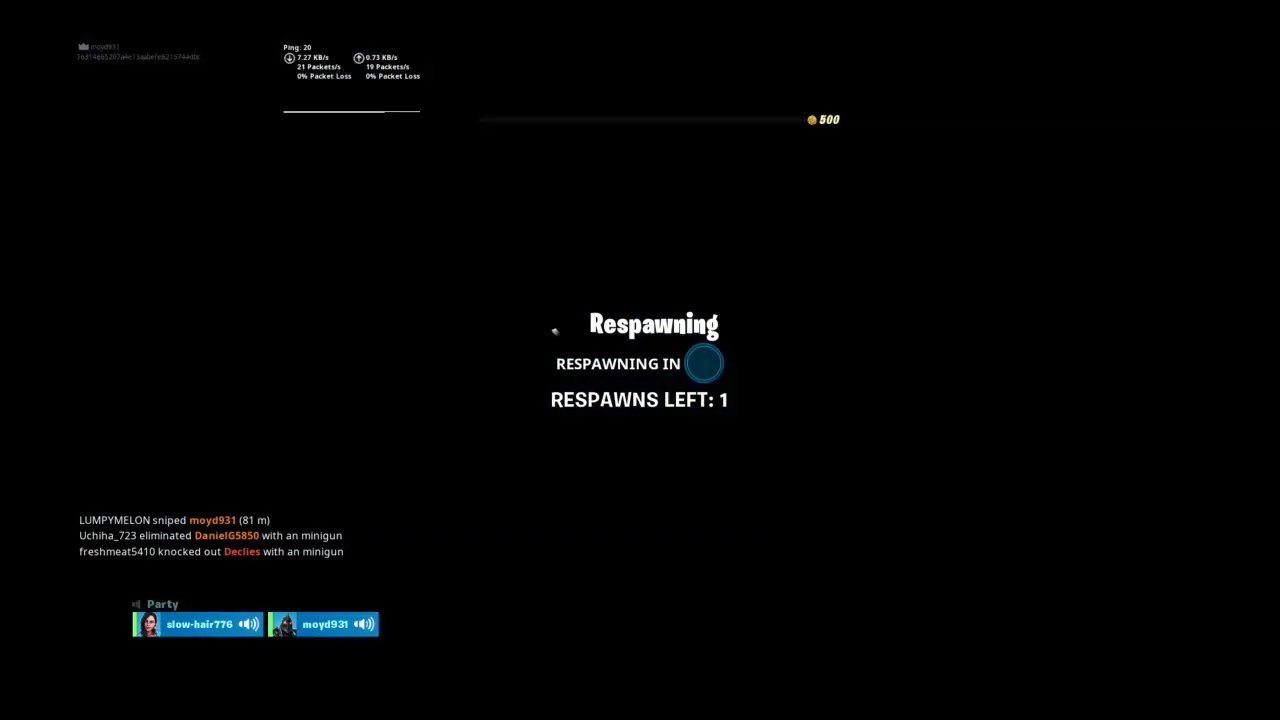 moyd931
Ping: 20
7.27 KB/s 0.73 KB/s
21 Packets/s 19 Packets/s
0% Packet Loss 0% Packet Loss
500
Respawning
RESPAWNING IN
RESPAWNS LEFT: 1
LUMPYMELON sniped moyd931 (81 m)
Uchiha_723 eliminated DanielG5850 with an minigun
freshmeat5410 knocked out Declies with an minigun
Party
slow-hair776 moyd931